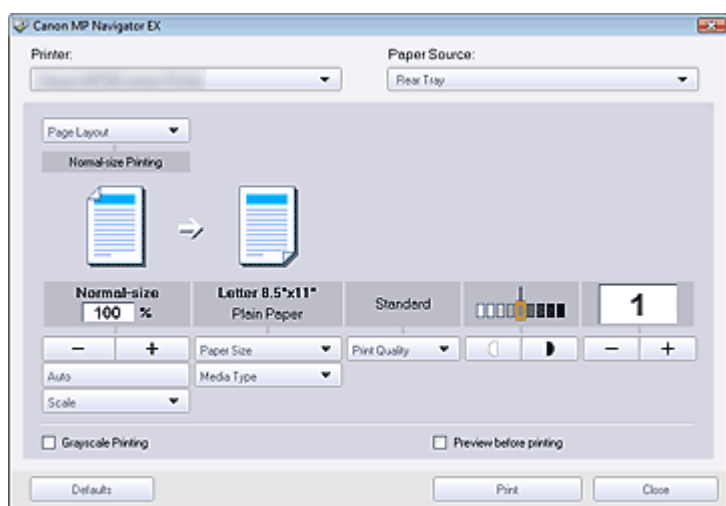 Canon MP Navigator EX
Printer:
Paper Source:
Rear Tray
Page Layout
Normal-size Printing
Normal-size
100 %
Letter 8.5"x11"
Plain Paper
Standard
1
− +
Paper Size
Print Quality
− +
Auto
Media Type
Scale
Grayscale Printing
Preview before printing
Defaults
Print
Close